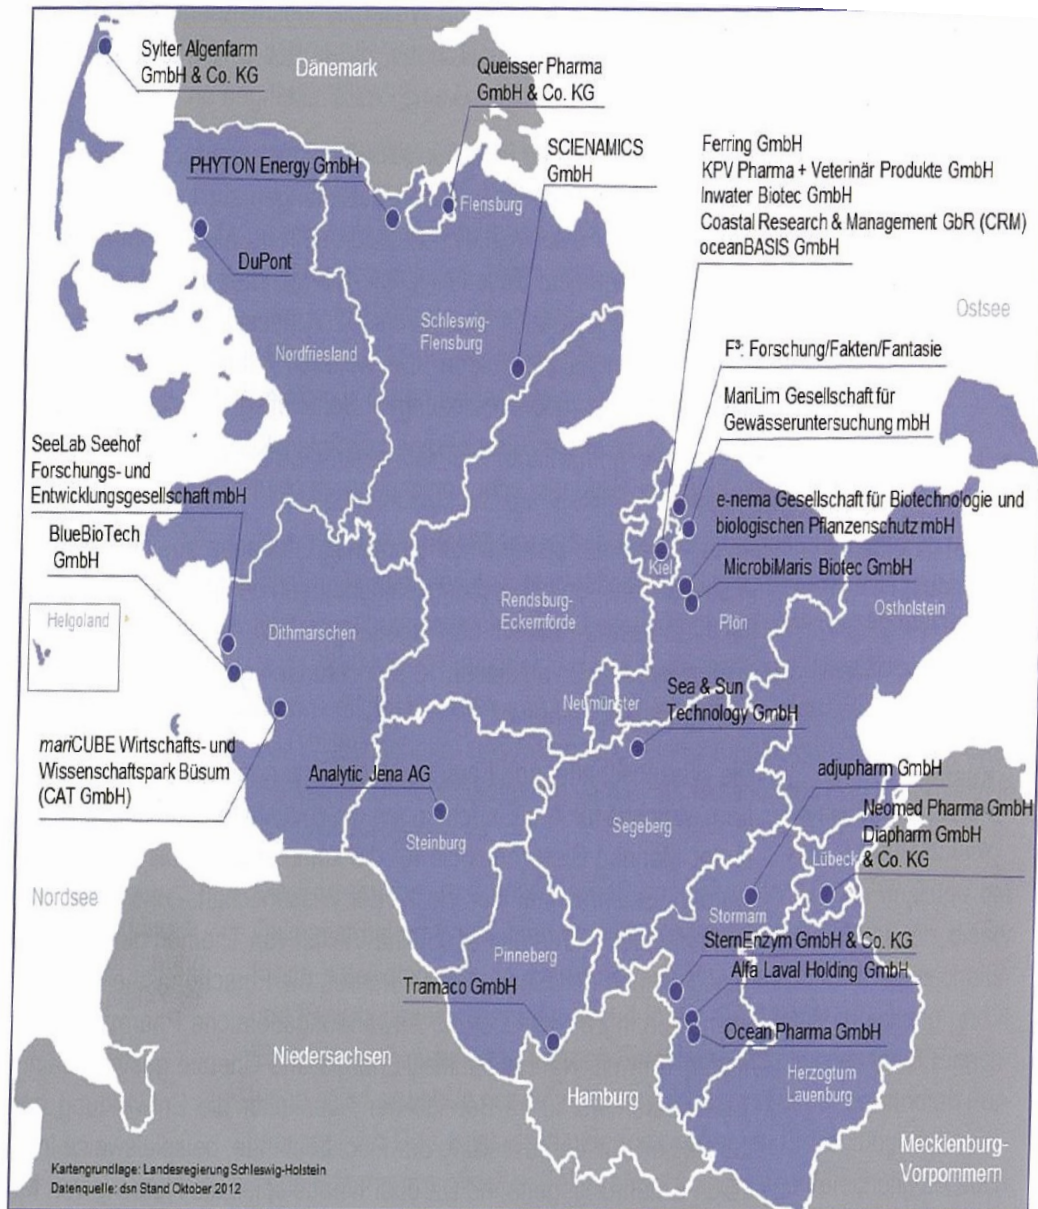 Sylter Algenfarm
GmbH & Co. KG
Dänemark
Queisser Pharma
GmbH & Co. KG
SCIENAMICS
GmbH
PHYTON Energy GmbH
Flensburg
Ferring GmbH
KPV Pharma + Veterinär Produkte GmbH
Inwater Biotec GmbH
Coastal Research & Management GbR (CRM)
oceanBASIS GmbH
DuPont
Ostsee
Schleswig-
Flensburg
Nordfriesland
F³: Forschung/Fakten/Fantasie
MariLim Gesellschaft für
Gewässeruntersuchung mbH
SeeLab Seehof
Forschungs- und
Entwicklungsgesellschaft mbH
e-nema Gesellschaft für Biotechnologie und
biologischen Pflanzenschutz mbH
BlueBioTech
GmbH
Kiel
MicrobiMaris Biotec GmbH
Helgoland
Dithmarschen
Rendsburg-
Eckernförde
Plön
Ostholstein
Neumünster
Sea & Sun
Technology GmbH
mariCUBE Wirtschafts- und
Wissenschaftspark Büsum
(CAT GmbH)
Analytic Jena AG
adjupharm GmbH
Steinburg
Segeberg
Neomed Pharma GmbH
Diapharm GmbH
& Co. KG
Lübeck
Nordsee
Stormarn
SternEnzym GmbH & Co. KG
Pinneberg
Alfa Laval Holding GmbH
Tramaco GmbH
Ocean Pharma GmbH
Niedersachsen
Hamburg
Herzogtum
Lauenburg
Mecklenburg-
Vorpommern
Kartengrundlage: Landesregierung Schleswig-Holstein
Datenquelle: dsn Stand Oktober 2012